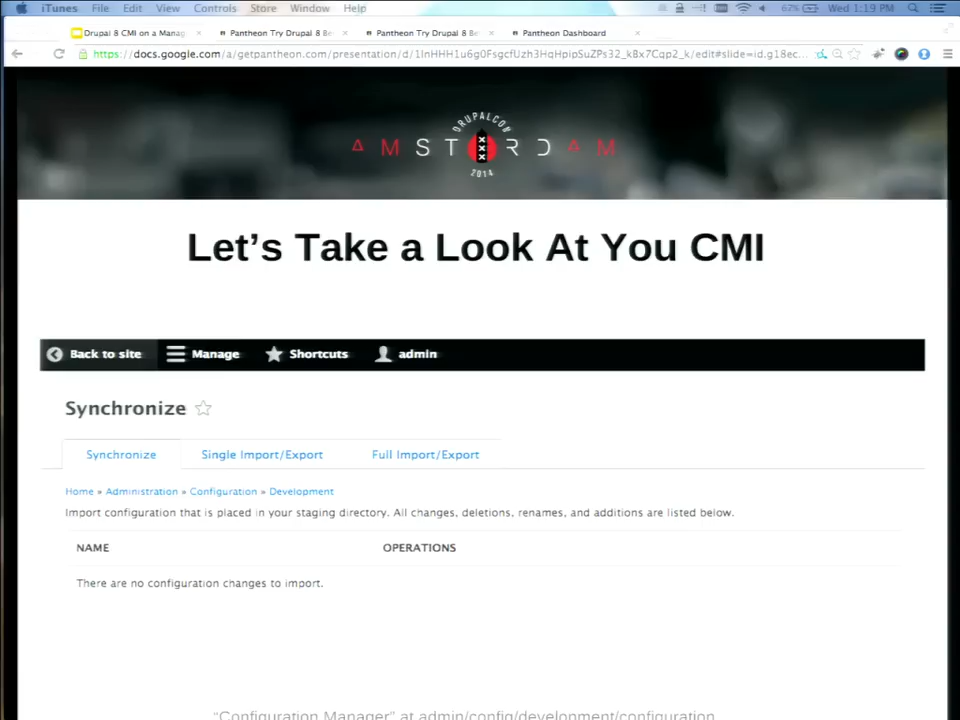 iTunes File Edit View Controls Store Window Help 67% Wed 1:19 PM
Drupal 8 CMI on a Manag Pantheon Try Drupal 8 Be Pantheon Try Drupal 8 Be Pantheon Dashboard
DRUPALCON
AMSTERDAM
2014
Let's Take a Look At You CMI
Back to site Manage Shortcuts admin
Synchronize
Synchronize Single Import/Export Full Import/Export
Home » Administration » Configuration » Development
Import configuration that is placed in your staging directory. All changes, deletions, renames, and additions are listed below.
NAME OPERATIONS
There are no configuration changes to import.
"Configuration Manager" at admin/config/development/configuration